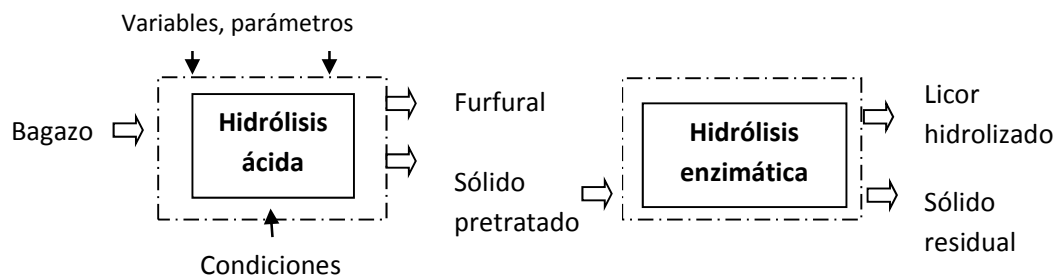 Variables, parámetros
Bagazo
Hidrólisis
ácida
Condiciones
Furfural
Sólido
pretratado
Hidrólisis
enzimática
Licor
hidrolizado
Sólido
residual